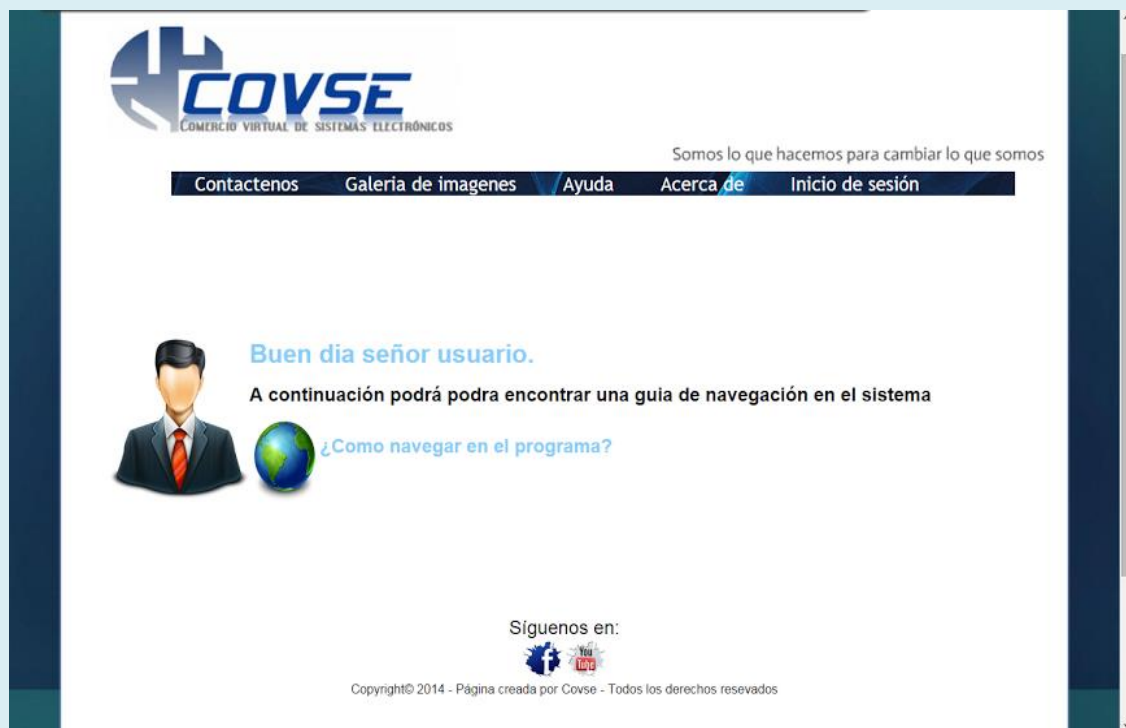 COVSE
COMERCIO VIRTUAL DE SISTEMAS ELECTRÓNICOS
Somos lo que hacemos para cambiar lo que somos
Contactenos Galeria de imagenes Ayuda Acerca de Inicio de sesión
Buen dia señor usuario.
A continuación podrá podra encontrar una guia de navegación en el sistema
¿Como navegar en el programa?
Síguenos en:
f You Tube
Copyright© 2014 - Página creada por Covse - Todos los derechos resevados